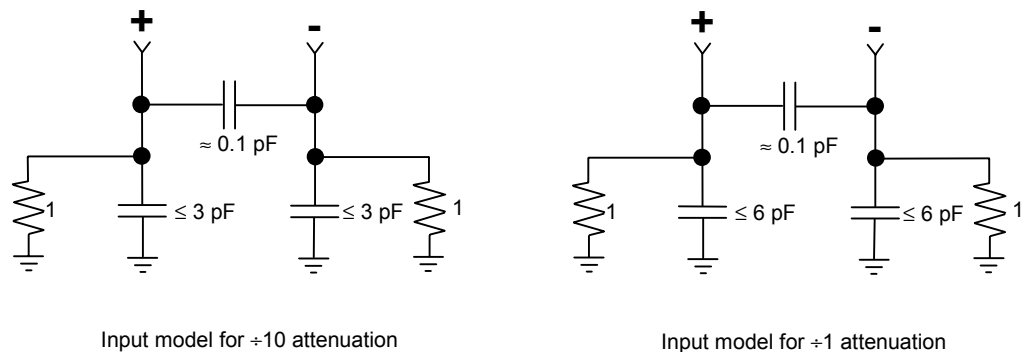 + - + -
≈ 0.1 pF ≈ 0.1 pF
1 ≤ 3 pF ≤ 3 pF 1 1 ≤ 6 pF ≤ 6 pF 1
Input model for ÷10 attenuation Input model for ÷1 attenuation